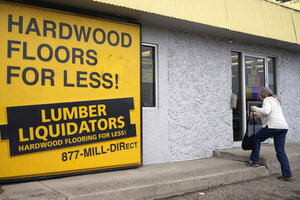 HARDWOOD
FLOORS
FOR LESS!
LUMBER
LIQUIDATORS
HARDWOOD FLOORING FOR LESS!
877-MILL-DIRect